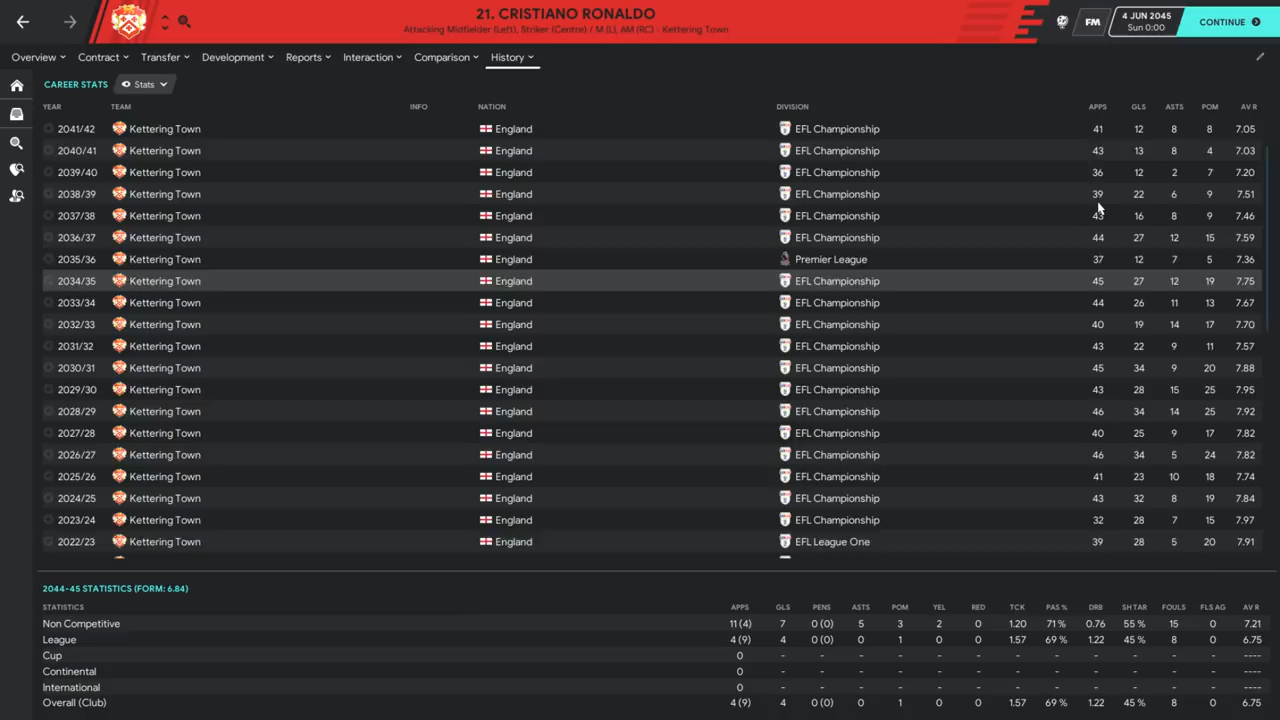 21. CRISTIANO RONALDO
Attacking Midfielder (Left), Striker (Centre) / M (L), AM (RC) - Kettering Town
FM
4 JUN 2045
Sun 0:00
CONTINUE
Overview Contract Transfer Development Reports Interaction Comparison History
CAREER STATS Stats
YEAR TEAM INFO NATION DIVISION APPS GLS ASTS POM AV R
2041/42 Kettering Town England EFL Championship 41 12 8 8 7.05
2040/41 Kettering Town England EFL Championship 43 13 8 4 7.03
2039/40 Kettering Town England EFL Championship 36 12 2 7 7.20
2038/39 Kettering Town England EFL Championship 39 22 6 9 7.51
2037/38 Kettering Town England EFL Championship 43 16 8 9 7.46
2036/37 Kettering Town England EFL Championship 44 27 12 15 7.59
2035/36 Kettering Town England Premier League 37 12 7 5 7.36
2034/35 Kettering Town England EFL Championship 45 27 12 19 7.75
2033/34 Kettering Town England EFL Championship 44 26 11 13 7.67
2032/33 Kettering Town England EFL Championship 40 19 14 17 7.70
2031/32 Kettering Town England EFL Championship 43 22 9 11 7.57
2030/31 Kettering Town England EFL Championship 45 34 9 20 7.88
2029/30 Kettering Town England EFL Championship 43 28 15 25 7.95
2028/29 Kettering Town England EFL Championship 46 34 14 25 7.92
2027/28 Kettering Town England EFL Championship 40 25 9 17 7.82
2026/27 Kettering Town England EFL Championship 46 34 5 24 7.82
2025/26 Kettering Town England EFL Championship 41 23 10 18 7.74
2024/25 Kettering Town England EFL Championship 43 32 8 19 7.84
2023/24 Kettering Town England EFL Championship 32 28 7 15 7.97
2022/23 Kettering Town England EFL League One 39 28 5 20 7.91
2044-45 STATISTICS (FORM: 6.84)
STATISTICS APPS GLS PENS ASTS POM YEL RED TCK PAS % DRB SH TAR FOULS FLS AG AV R
Non Competitive 11 (4) 7 0 (0) 5 3 2 0 1.20 71 % 0.76 55 % 15 0 7.21
League 4 (9) 4 0 (0) 0 1 0 0 1.57 69 % 1.22 45 % 8 0 6.75
Cup 0 - - - - - - - - - - - - ----
Continental 0 - - - - - - - - - - - - ----
International 0 - - - - - - - - - - - - ----
Overall (Club) 4 (9) 4 0 (0) 0 1 0 0 1.57 69 % 1.22 45 % 8 0 6.75